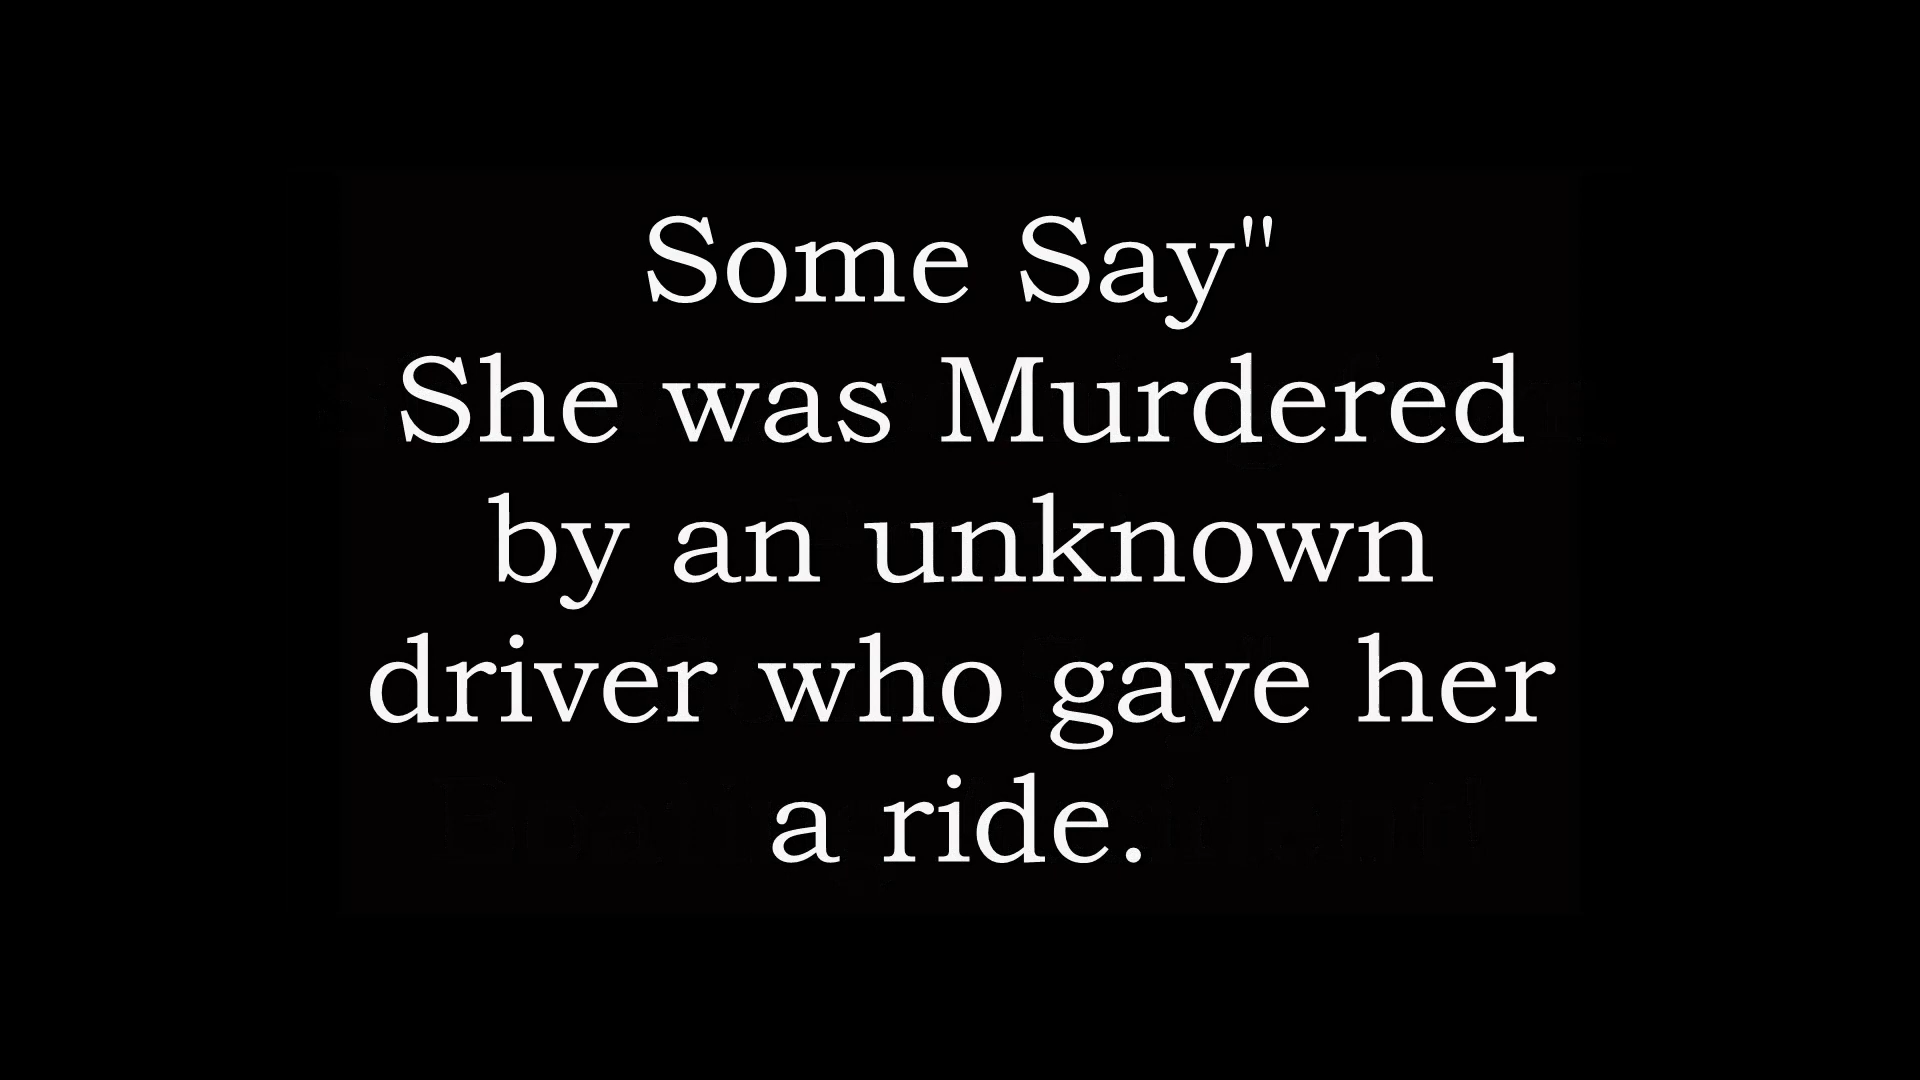 Some Say"
She was Murdered
by an unknown
driver who gave her
a ride.